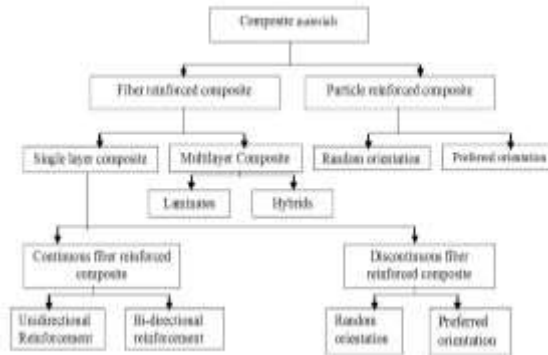 Composite materials
Fiber reinforced composite
Particle reinforced composite
Single layer composite
Multilayer Composite
Random orientation
Preferred orientation
Laminates
Hybrids
Continuous fiber reinforced
composite
Discontinuous fiber
reinforced composite
Unidirectional
Reinforcement
Bi-directional
reinforcement
Random
orientation
Preferred
orientation